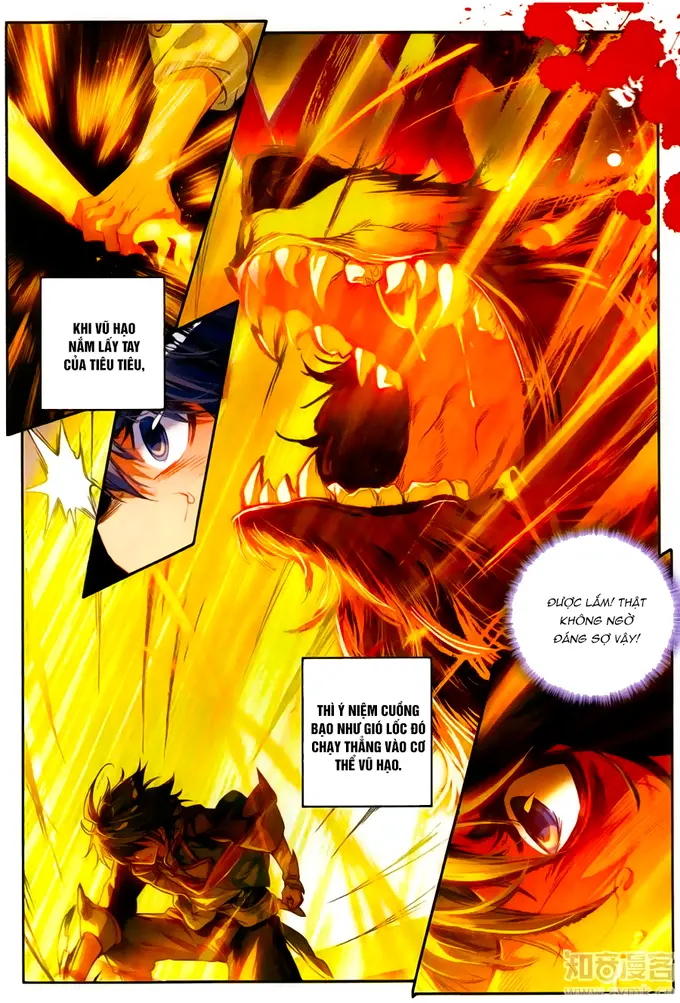 KHI VŨ HẠO
NẮM LẤY TAY
CỦA TIÊU TIÊU,
ĐƯỢC LẮM! THẬT
KHÔNG NGỜ
ĐÁNG SỢ VẬY!
THÌ Ý NIỆM CUỒNG
BẠO NHƯ GIÓ LỐC ĐÓ
CHẠY THẲNG VÀO CƠ
THỂ VŨ HẠO.
知音漫客